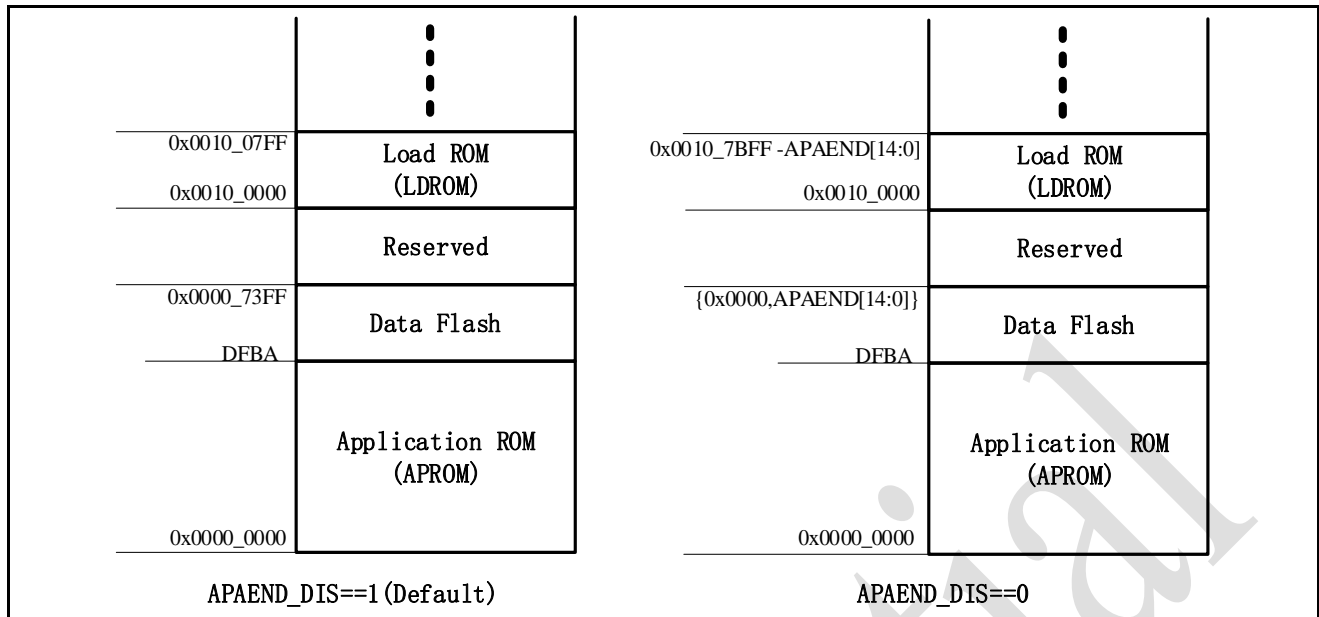 0x0010_07FF
Load ROM
(LDROM)
0x0010_0000
Reserved
0x0000_73FF
Data Flash
DFBA
Application ROM
(APROM)
0x0000_0000
APAEND_DIS==1(Default)
0x0010_7BFF -APAEND[14:0]
Load ROM
(LDROM)
0x0010_0000
Reserved
{0x0000,APAEND[14:0]}
Data Flash
DFBA
Application ROM
(APROM)
0x0000_0000
APAEND_DIS==0